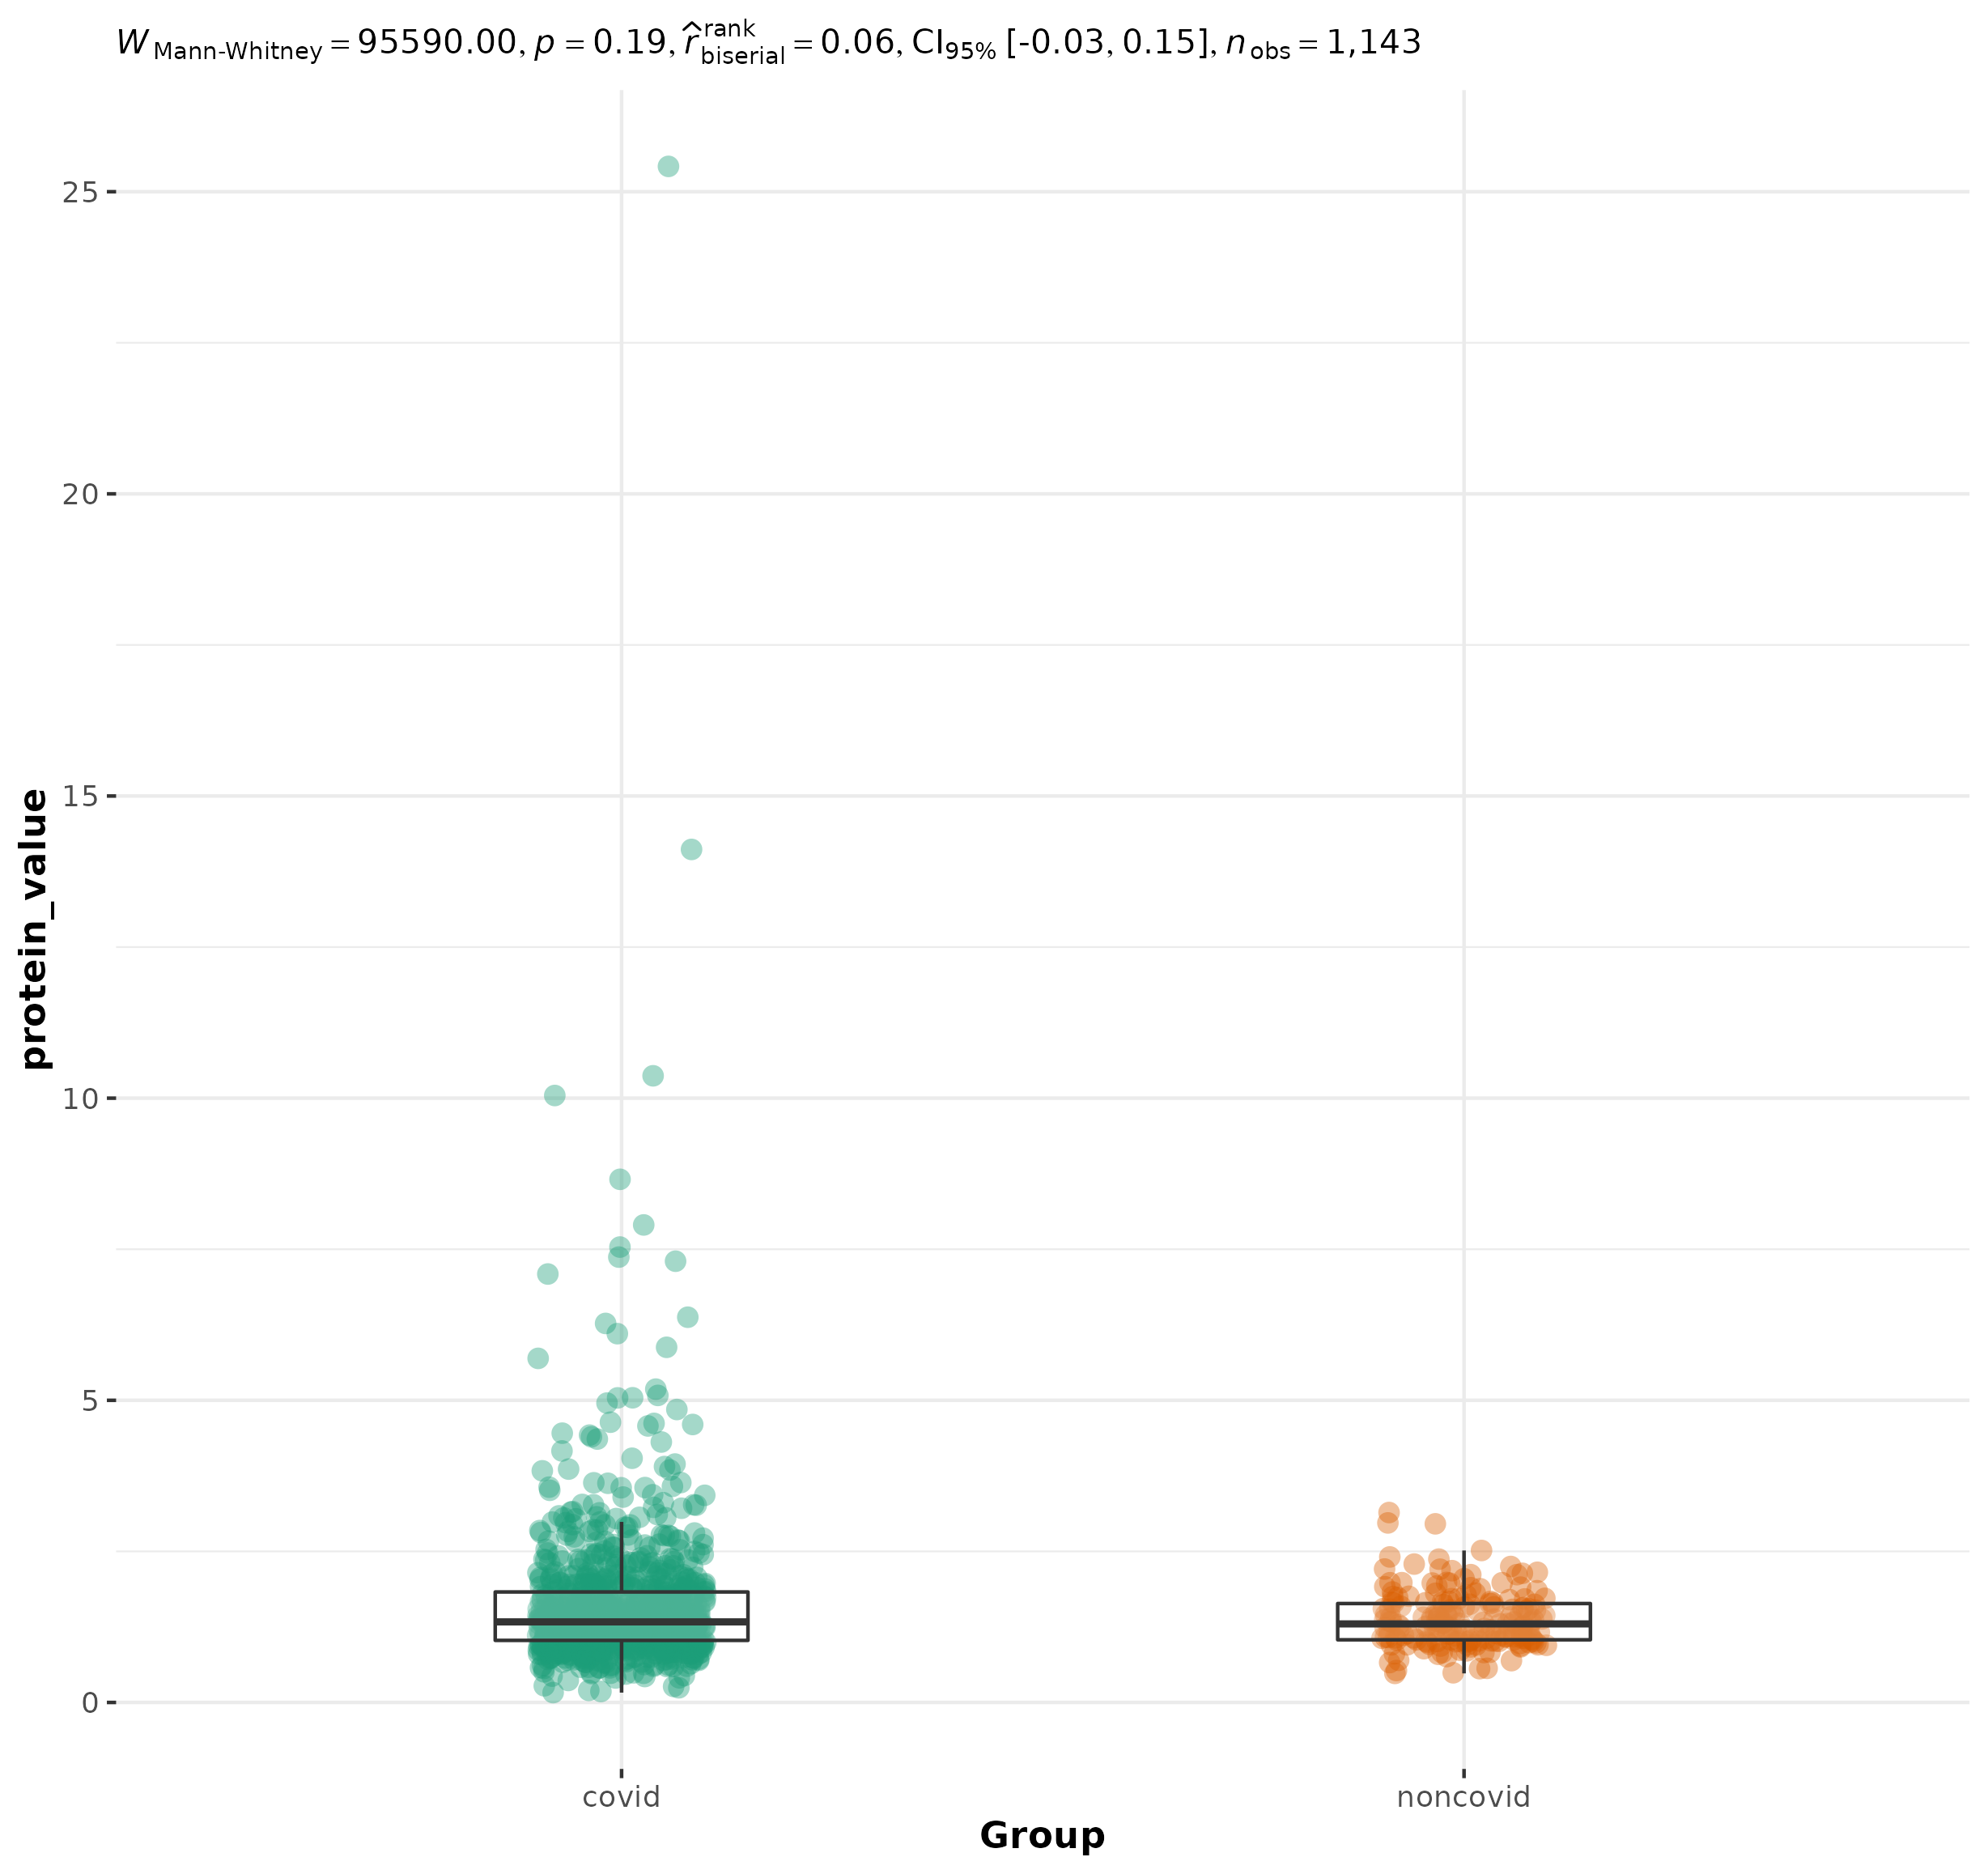 W Mann-Whitney = 95590.00, p = 0.19, r̂ rank biserial = 0.06, CI95% [-0.03, 0.15], n obs = 1,143
25
20
15
10
5
0
protein_value
covid noncovid
Group